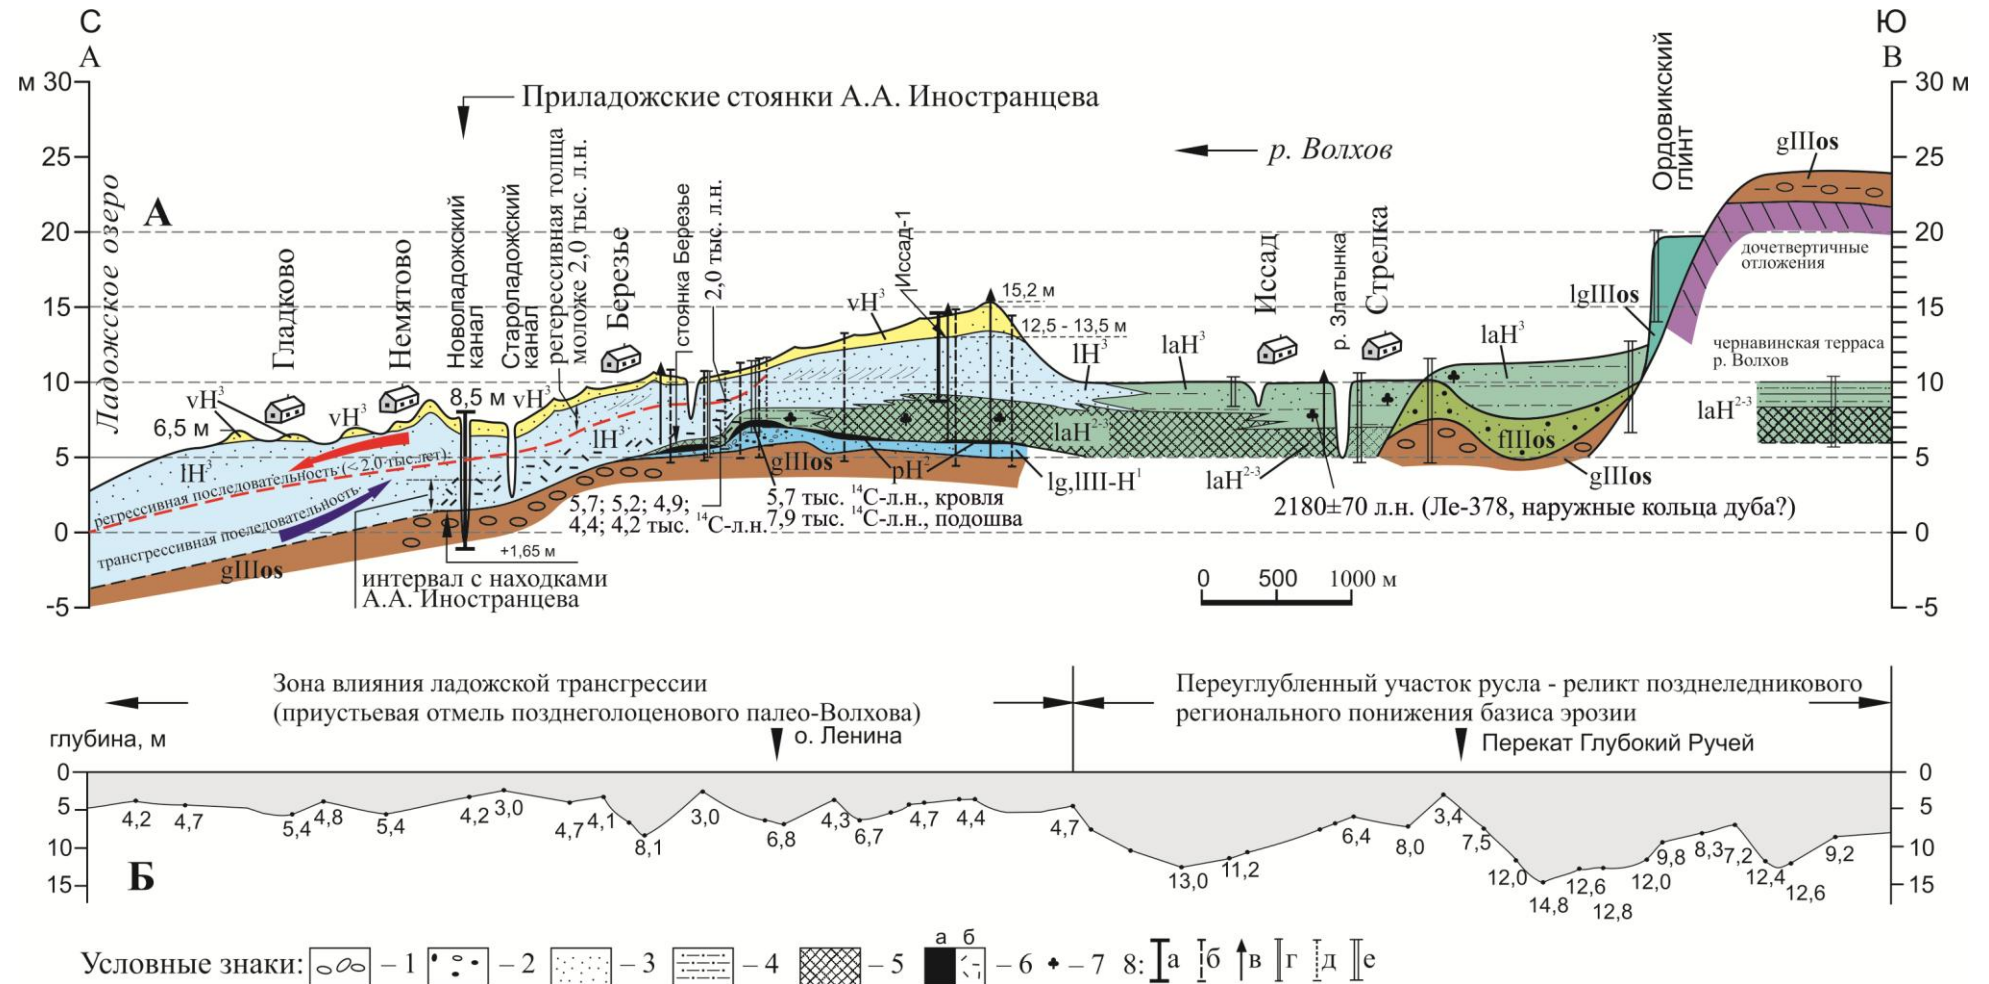 С
Ю
А
В
м 30
30 м
25
25
20
20
15
15
10
10
5
5
0
0
-5
-5
Приладожские стоянки А.А. Иностранцева
р. Волхов
Ордовикский
глинт
gIIIos
дочетвертичные
отложения
Ладожское озеро
А
Гладково
Немятово
Новоладожский
канал
Староладожский
канал
регрессивная толща
моложе 2,0 тыс. л.н.
Березье
стоянка Березье
2,0 тыс. л.н.
Иссад-1
Иссад
р. Златынка
Стрелка
vH³
15,2 м
12,5 - 13,5 м
lH³
laH³
laH³
lgIIIos
чернавинская терраса
р. Волхов
laH²⁻³
vH³
vH³
6,5 м
8,5 м
vH³
lH³
lH³
laH²⁻³
laH²⁻³
fIIIos
gIIIos
gIIIos
pH²
lg,lIII-H¹
регрессивная последовательность (< 2,0 тыс.лет)
трансгрессивная последовательность
5,7; 5,2; 4,9;
4,4; 4,2 тыс. ¹⁴С-л.н.
5,7 тыс. ¹⁴С-л.н., кровля
7,9 тыс. ¹⁴С-л.н., подошва
2180±70 л.н. (Ле-378, наружные кольца дуба?)
gIIIos
+1,65 м
интервал с находками
А.А. Иностранцева
0 500 1000 м
Зона влияния ладожской трансгрессии
(приустьевая отмель позднеголоценового палео-Волхова)
Переуглубленный участок русла - реликт позднеледникового
регионального понижения базиса эрозии
глубина, м
о. Ленина
Перекат Глубокий Ручей
0
0
5
5
10
10
15
15
4,2 4,7 5,4 4,8 5,4 4,2 3,0 4,7 4,1 8,1 3,0 6,8 4,3 6,7 4,7 4,4 4,7 13,0 11,2 6,4 8,0 3,4 7,5 12,0 14,8 12,6 12,8 12,0 9,8 8,3 7,2 12,4 12,6 9,2
Б
а б
Условные знаки: – 1 – 2 – 3 – 4 – 5 – 6 – 7 8: а б в г д е